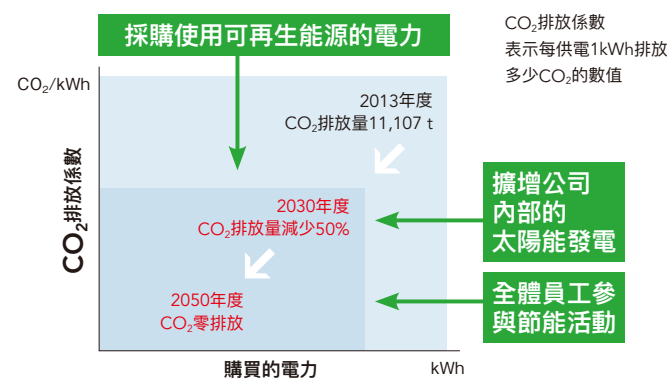 採購使用可再生能源的電力
CO₂排放係數
表示每供電1kWh排放
多少CO₂的數值
CO₂/kWh
2013年度
CO₂排放量11,107 t
CO₂排放係數
2030年度
CO₂排放量減少50%
擴增公司
內部的
太陽能發電
2050年度
CO₂零排放
全體員工參
與節能活動
購買的電力
kWh